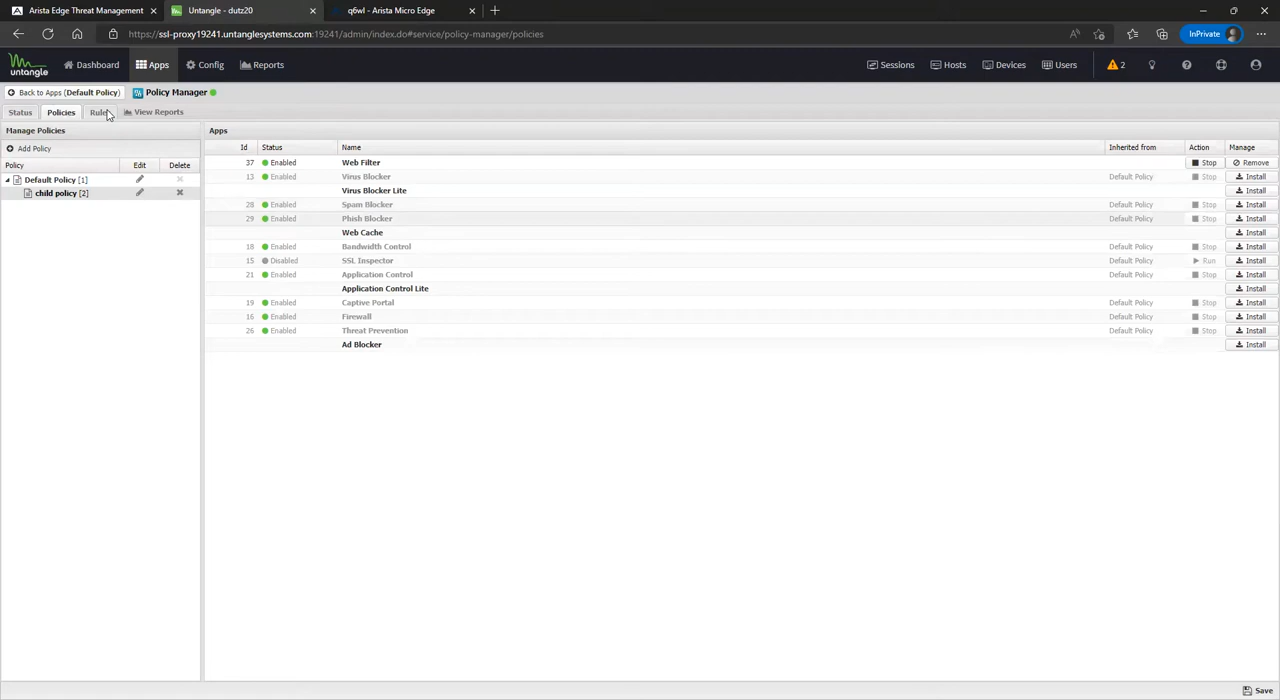 Arista Edge Threat Management
Untangle - dutz20
q6wl - Arista Micro Edge
https://ssl-proxy19241.untanglesystems.com:19241/admin/index.do#service/policy-manager/policies
InPrivate
untangle
Dashboard
Apps
Config
Reports
Sessions
Hosts
Devices
Users
2
Back to Apps (Default Policy)
Policy Manager
Status
Policies
Rules
View Reports
Manage Policies
Apps
Add Policy
Id Status Name Inherited from Action Manage
Policy Edit Delete
Default Policy [1]
child policy [2]
37 Enabled Web Filter Stop Remove
13 Enabled Virus Blocker Default Policy Stop Install
Virus Blocker Lite Install
28 Enabled Spam Blocker Default Policy Stop Install
29 Enabled Phish Blocker Default Policy Stop Install
Web Cache Install
18 Enabled Bandwidth Control Default Policy Stop Install
15 Disabled SSL Inspector Default Policy Run Install
21 Enabled Application Control Default Policy Stop Install
Application Control Lite Install
19 Enabled Captive Portal Default Policy Stop Install
16 Enabled Firewall Default Policy Stop Install
26 Enabled Threat Prevention Default Policy Stop Install
Ad Blocker Install
Save